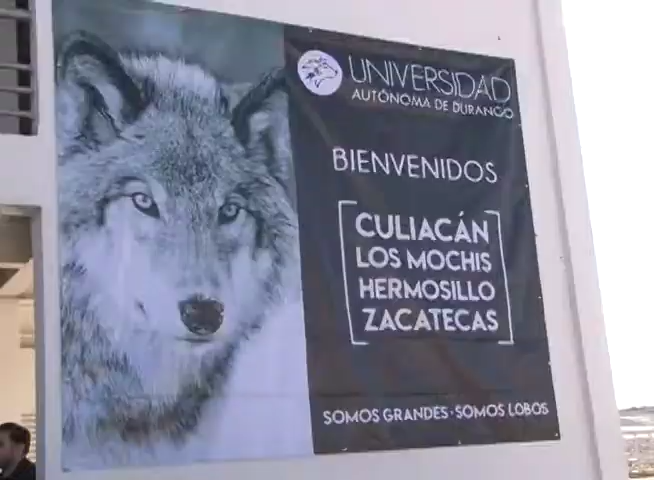 UNIVERSIDAD
AUTÓNOMA DE DURANGO
BIENVENIDOS
CULIACÁN
LOS MOCHIS
HERMOSILLO
ZACATECAS
SOMOS GRANDES · SOMOS LOBOS